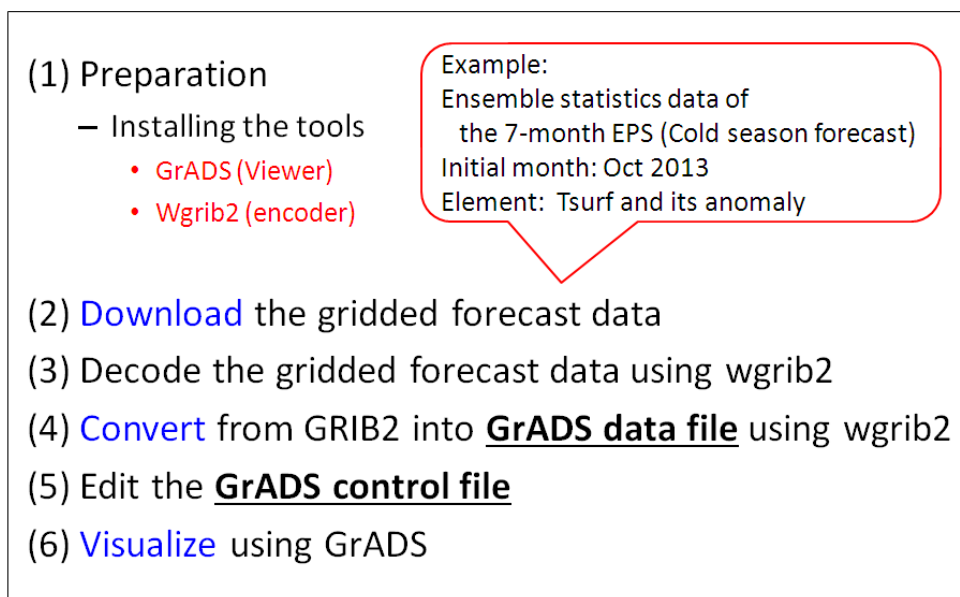 (1) Preparation
– Installing the tools
• GrADS (Viewer)
• Wgrib2 (encoder)
Example:
Ensemble statistics data of
the 7-month EPS (Cold season forecast)
Initial month: Oct 2013
Element: Tsurf and its anomaly
(2) Download the gridded forecast data
(3) Decode the gridded forecast data using wgrib2
(4) Convert from GRIB2 into GrADS data file using wgrib2
(5) Edit the GrADS control file
(6) Visualize using GrADS